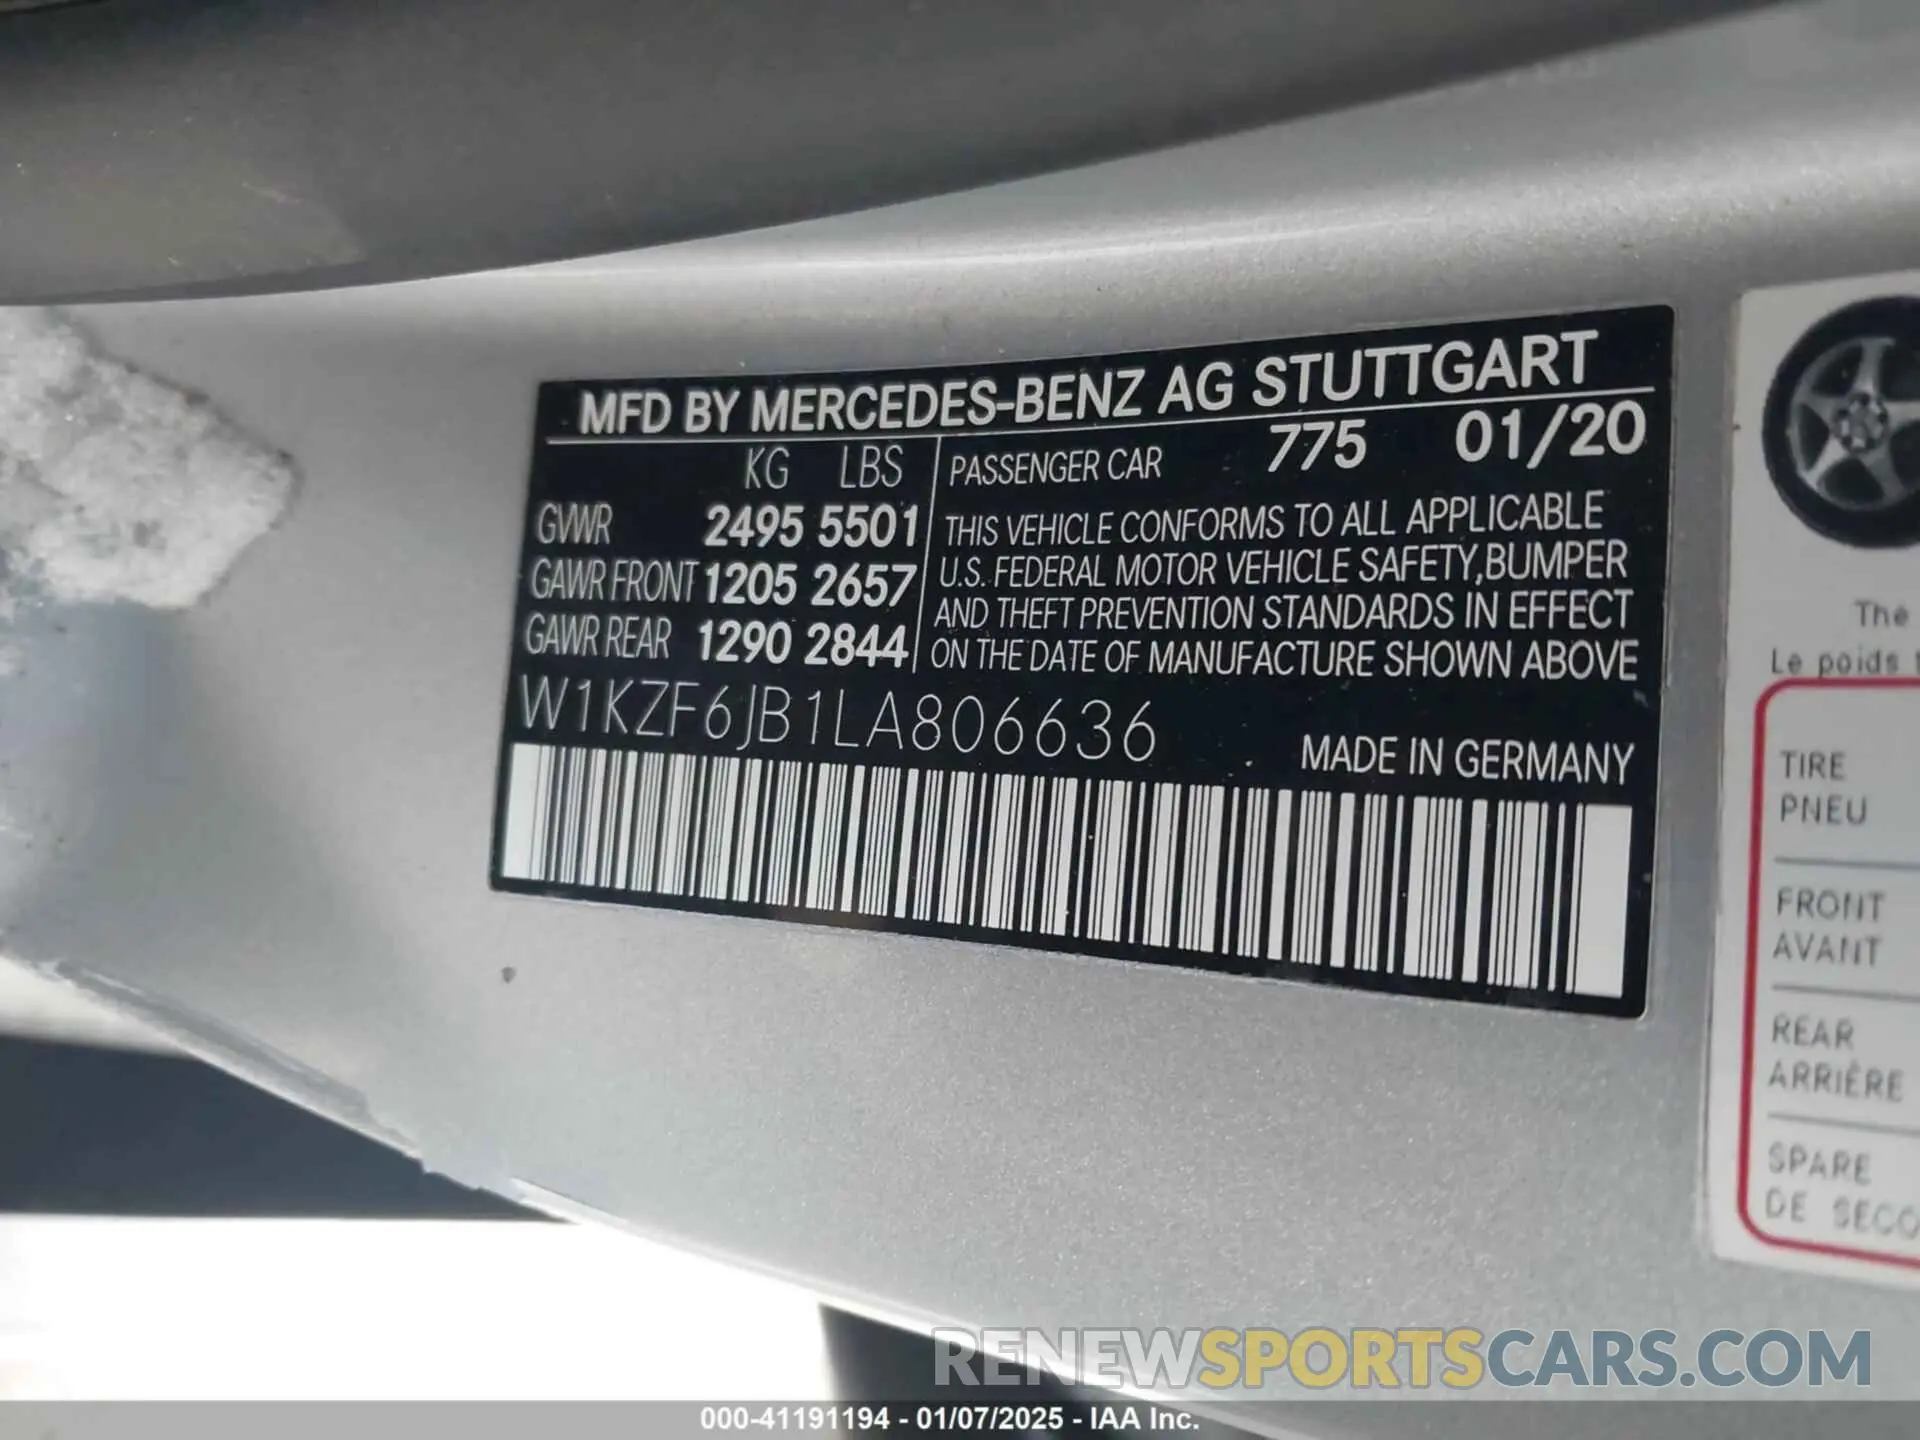 MFD BY MERCEDES-BENZ AG STUTTGART
KG LBS
GVWR 2495 5501
GAWR FRONT 1205 2657
GAWR REAR 1290 2844
PASSENGER CAR 775 01/20
THIS VEHICLE CONFORMS TO ALL APPLICABLE
U.S. FEDERAL MOTOR VEHICLE SAFETY,BUMPER
AND THEFT PREVENTION STANDARDS IN EFFECT
ON THE DATE OF MANUFACTURE SHOWN ABOVE
W1KZF6JB1LA806636
MADE IN GERMANY
The
Le poids
TIRE
PNEU
FRONT
AVANT
REAR
ARRIÈRE
SPARE
DE SECO
RENEWSPORTSCARS.COM
000-41191194 - 01/07/2025 - IAA Inc.